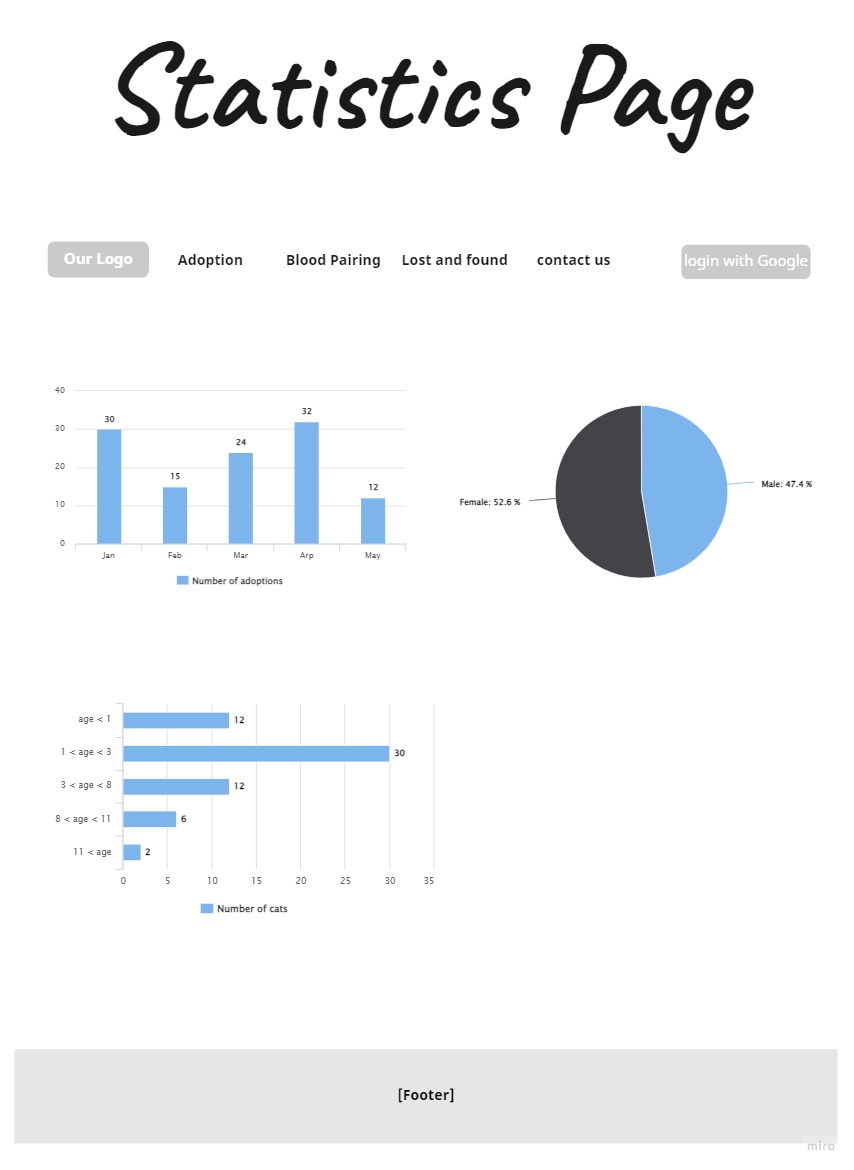 Statistics Page
Our Logo Adoption Blood Pairing Lost and found contact us login with Google
40
30
20
10
0
30
15
24
32
12
Jan Feb Mar Arp May
Number of adoptions
Female: 52.6 %
Male: 47.4 %
age < 1 12
1 < age < 3 30
3 < age < 8 12
8 < age < 11 6
11 < age 2
0 5 10 15 20 25 30 35
Number of cats
[Footer]
miro